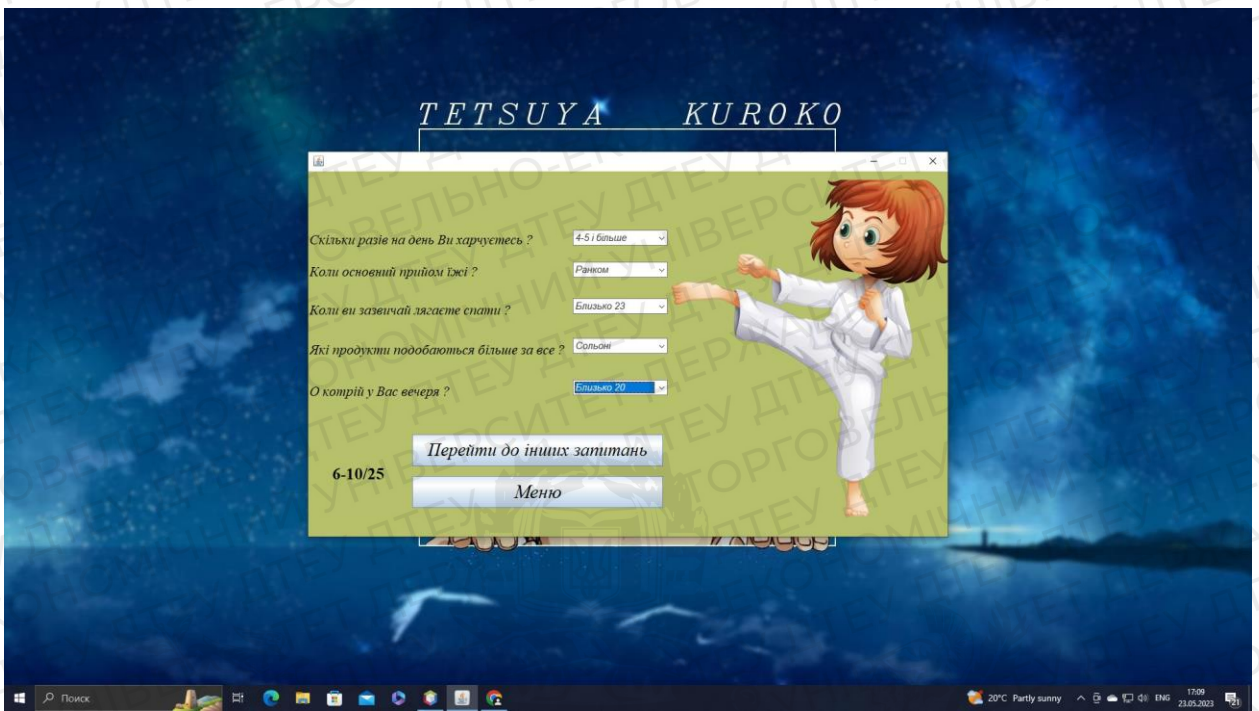 TETSUYA KUROKO
Скільки разів на день Ви харчуєтесь ? 4-5 і більше
Коли основний прийом їжі ? Ранком
Коли ви зазвичай лягаєте спати ? Близько 23
Які продукти подобаються більше за все ? Сольоні
О котрій у Вас вечеря ? Близько 20
Перейти до інших запитань
6-10/25
Меню
Поиск
20°C Partly sunny
ENG
17:09
23.05.2023
21